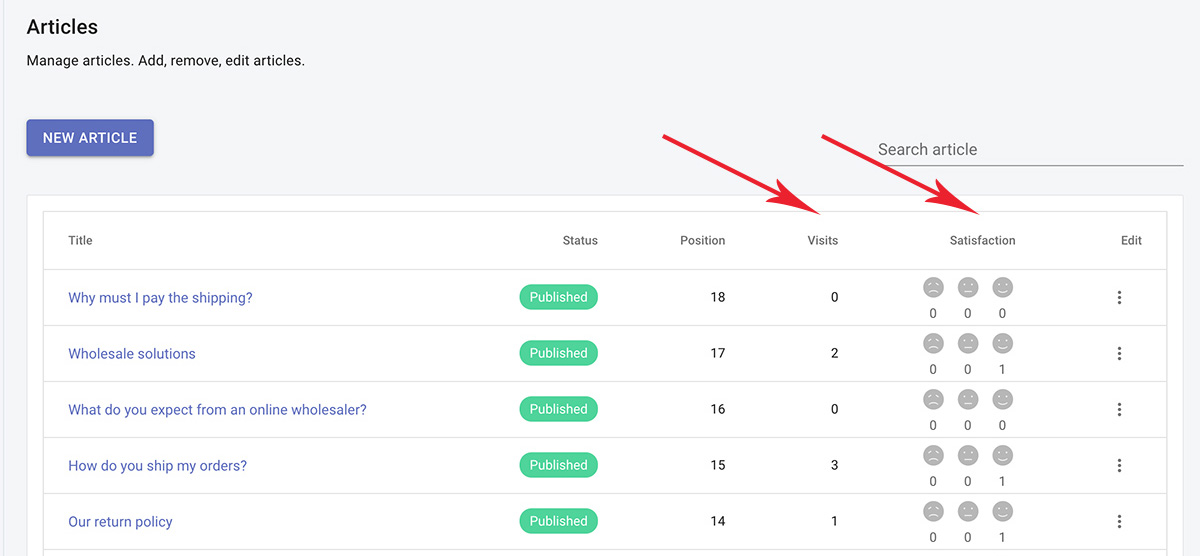 Articles
Manage articles. Add, remove, edit articles.
NEW ARTICLE
Search article
Title Status Position Visits Satisfaction Edit
Why must I pay the shipping? Published 18 0
0 0 0
Wholesale solutions Published 17 2
0 0 1
What do you expect from an online wholesaler? Published 16 0
0 0 0
How do you ship my orders? Published 15 3
0 0 1
Our return policy Published 14 1
0 0 1